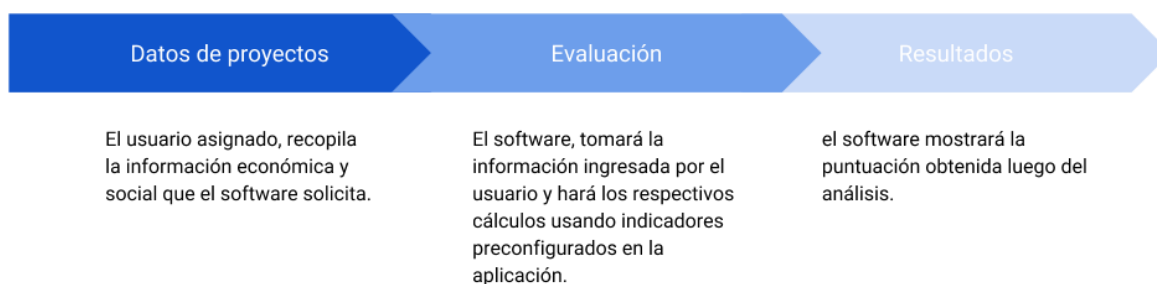 Datos de proyectos
Evaluación
Resultados
El usuario asignado, recopila
la información económica y
social que el software solicita.
El software, tomará la
información ingresada por el
usuario y hará los respectivos
cálculos usando indicadores
preconfigurados en la
aplicación.
el software mostrará la
puntuación obtenida luego del
análisis.